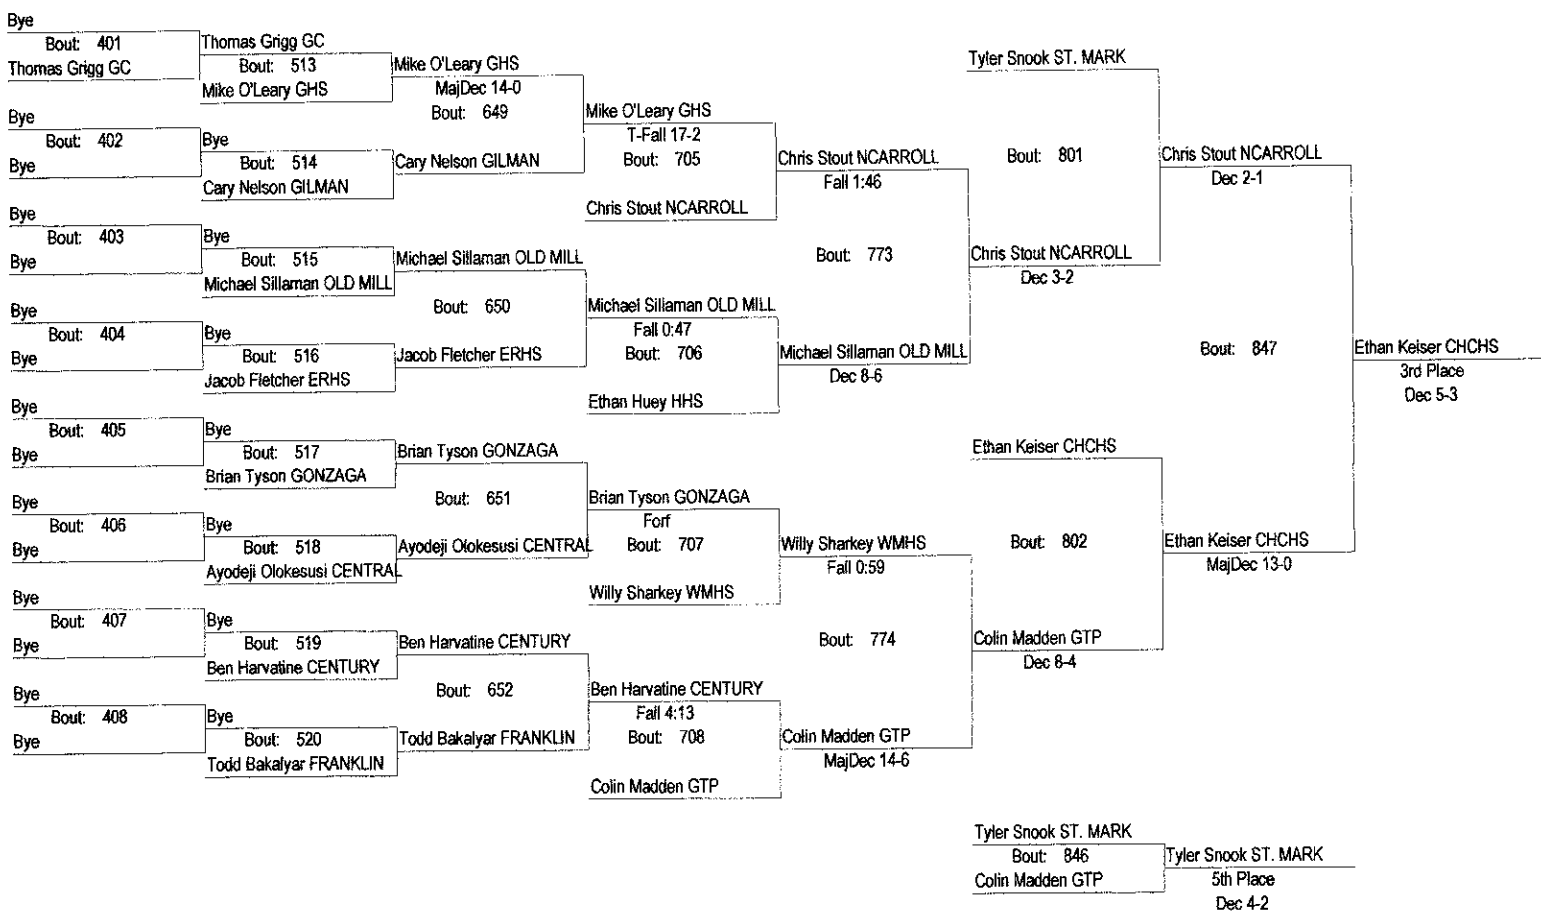 Bye
Bout: 401
Thomas Grigg GC
Bye
Bout: 402
Bye
Bye
Bout: 403
Bye
Bye
Bout: 404
Bye
Bye
Bout: 405
Bye
Bye
Bout: 406
Bye
Bye
Bout: 407
Bye
Bye
Bout: 408
Bye
Thomas Grigg GC
Bout: 513
Mike O'Leary GHS
Bye
Bout: 514
Cary Nelson GILMAN
Bye
Bout: 515
Michael Sillaman OLD MILL
Bye
Bout: 516
Jacob Fletcher ERHS
Bye
Bout: 517
Brian Tyson GONZAGA
Bye
Bout: 518
Ayodeji Olokesusi CENTRAL
Bye
Bout: 519
Ben Harvatine CENTURY
Bye
Bout: 520
Todd Bakalyar FRANKLIN
Mike O'Leary GHS
MajDec 14-0
Bout: 649
Cary Nelson GILMAN
Michael Sillaman OLD MILL
Bout: 650
Jacob Fletcher ERHS
Brian Tyson GONZAGA
Bout: 651
Ayodeji Olokesusi CENTRAL
Ben Harvatine CENTURY
Bout: 652
Todd Bakalyar FRANKLIN
Mike O'Leary GHS
T-Fall 17-2
Bout: 705
Chris Stout NCARROLL
Michael Sillaman OLD MILL
Fall 0:47
Bout: 706
Ethan Huey HHS
Brian Tyson GONZAGA
Forf
Bout: 707
Willy Sharkey WMHS
Ben Harvatine CENTURY
Fall 4:13
Bout: 708
Colin Madden GTP
Chris Stout NCARROLL
Fall 1:46
Bout: 773
Michael Sillaman OLD MILL
Dec 8-6
Willy Sharkey WMHS
Fall 0:59
Bout: 774
Colin Madden GTP
MajDec 14-6
Tyler Snook ST. MARK
Bout: 801
Chris Stout NCARROLL
Dec 3-2
Ethan Keiser CHCHS
Bout: 802
Colin Madden GTP
Dec 8-4
Chris Stout NCARROLL
Dec 2-1
Bout: 847
Ethan Keiser CHCHS
MajDec 13-0
Ethan Keiser CHCHS
3rd Place
Dec 5-3
Tyler Snook ST. MARK
Bout: 846
Colin Madden GTP
Tyler Snook ST. MARK
5th Place
Dec 4-2